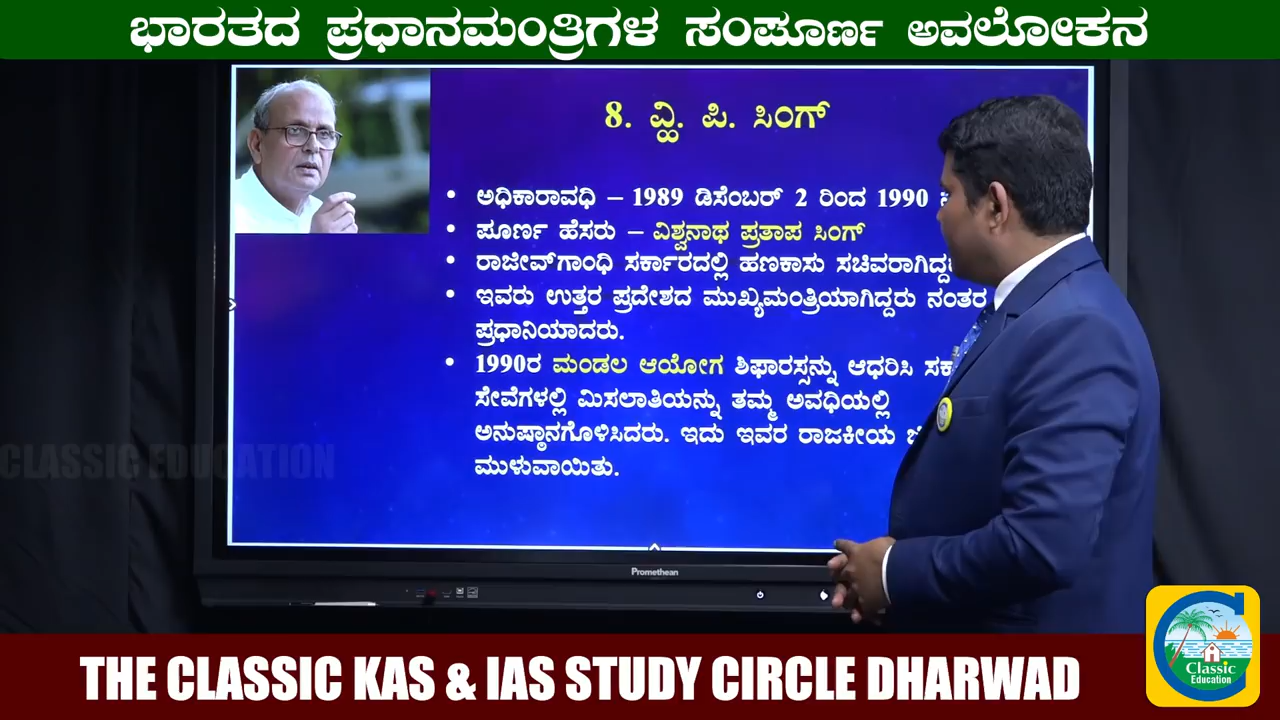 ಭಾರತದ ಪ್ರಧಾನಮಂತ್ರಿಗಳ ಸಂಪೂರ್ಣ ಅವಲೋಕನ
8. ವ್ಹಿ. ಪಿ. ಸಿಂಗ್
• ಅಧಿಕಾರಾವಧಿ – 1989 ಡಿಸೆಂಬರ್ 2 ರಿಂದ 1990
• ಪೂರ್ಣ ಹೆಸರು – ವಿಶ್ವನಾಥ ಪ್ರತಾಪ ಸಿಂಗ್
• ರಾಜೀವ್‌ಗಾಂಧಿ ಸರ್ಕಾರದಲ್ಲಿ ಹಣಕಾಸು
• ಇವರು ಉತ್ತರ ಪ್ರದೇಶದ ಮುಖ್ಯಮಂತ್ರಿಯಾಗಿದ್ದರು ನಂತರ
ಪ್ರಧಾನಿಯಾದರು.
• 1990ರ ಮಂಡಲ ಆಯೋಗ ಶಿಫಾರಸ್ಸನ್ನು ಆಧರಿಸಿ
ಸೇವೆಗಳಲ್ಲಿ ಮಿಸಲಾತಿಯನ್ನು ತಮ್ಮ ಅವಧಿಯಲ್ಲಿ
ಅನುಷ್ಠಾನಗೊಳಿಸಿದರು. ಇದು ಇವರ ರಾಜಕೀಯ
ಮುಳುವಾಯಿತು.
CLASSIC EDUCATION
Promethean
THE CLASSIC KAS & IAS STUDY CIRCLE DHARWAD
Classic
Education